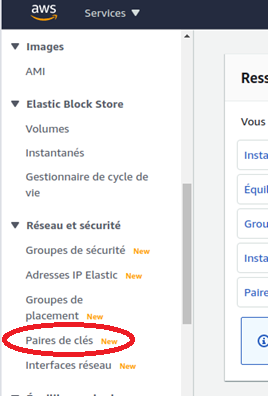 aws
Services
Images
AMI
Elastic Block Store
Volumes
Instantanés
Gestionnaire de cycle de
vie
Réseau et sécurité
Groupes de sécurité New
Adresses IP Elastic New
Groupes de
placement New
Paires de clés New
Interfaces réseau New
Ress
Vous
Insta
Équil
Grou
Insta
Paire